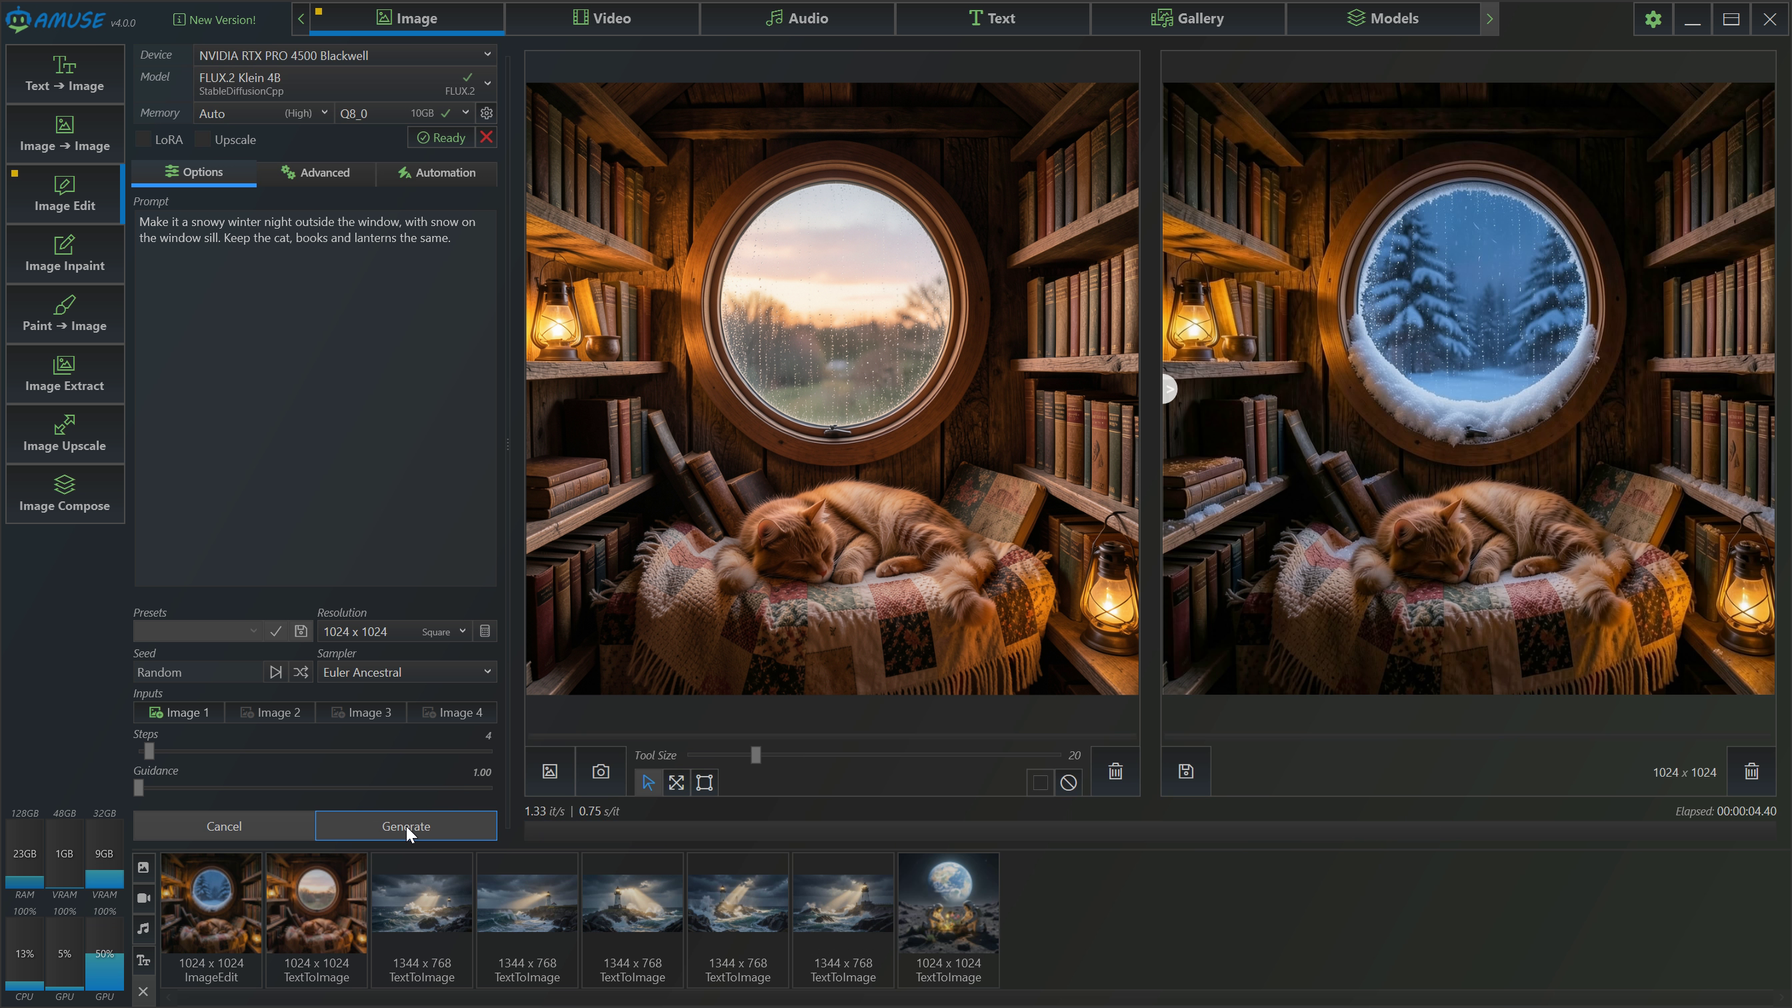 AMUSE v4.0.0
New Version!
Image
Video
Audio
Text
Gallery
Models
Text → Image
Image → Image
Image Edit
Image Inpaint
Paint → Image
Image Extract
Image Upscale
Image Compose
Device
NVIDIA RTX PRO 4500 Blackwell
Model
FLUX.2 Klein 4B
StableDiffusionCpp
FLUX.2
Memory
Auto
(High)
Q8_0
10GB
LoRA
Upscale
Ready
Options
Advanced
Automation
Prompt
Make it a snowy winter night outside the window, with snow on
the window sill. Keep the cat, books and lanterns the same.
Presets
Resolution
1024 x 1024
Square
Seed
Sampler
Random
Euler Ancestral
Inputs
Image 1
Image 2
Image 3
Image 4
Steps
4
Guidance
1.00
Cancel
Generate
Tool Size
20
1024 x 1024
1.33 it/s | 0.75 s/it
Elapsed: 00:00:04.40
128GB
48GB
32GB
23GB
1GB
9GB
RAM
VRAM
VRAM
100%
100%
100%
13%
5%
50%
CPU
GPU
GPU
1024 x 1024
ImageEdit
1024 x 1024
TextToImage
1344 x 768
TextToImage
1344 x 768
TextToImage
1344 x 768
TextToImage
1344 x 768
TextToImage
1344 x 768
TextToImage
1024 x 1024
TextToImage